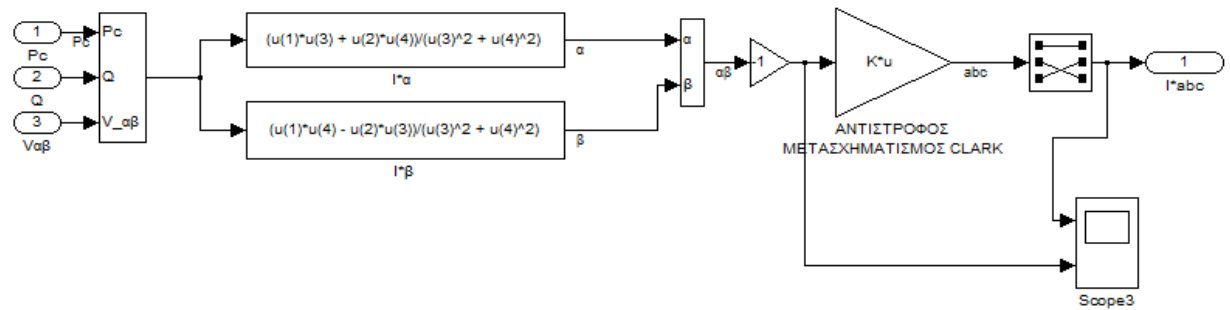 1
Pc
2
Q
3
Vαβ
Pc
Pc
Q
V_αβ
(u(1)*u(3) + u(2)*u(4))/(u(3)^2 + u(4)^2)
I*α
(u(1)*u(4) - u(2)*u(3))/(u(3)^2 + u(4)^2)
I*β
α
β
α
β
αβ
-1
K*u
ΑΝΤΙΣΤΡΟΦΟΣ
ΜΕΤΑΣΧΗΜΑΤΙΣΜΟΣ CLARK
abc
1
I*abc
Scope3